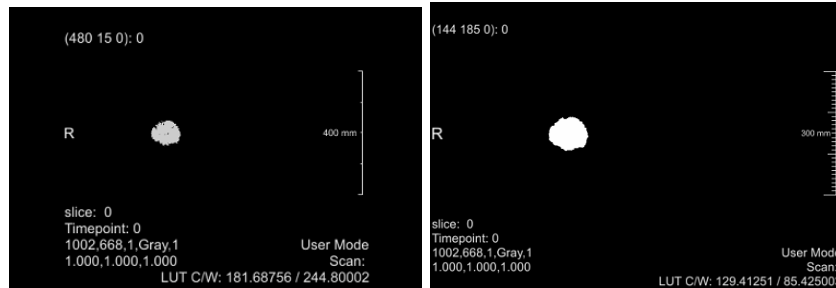 (480 15 0): 0
R
400 mm
slice: 0
Timepoint: 0
1002,668,1,Gray,1
User Mode
1.000,1.000,1.000
Scan:
LUT C/W: 181.68756 / 244.80002
(144 185 0): 0
R
300 mm
slice: 0
Timepoint: 0
1002,668,1,Gray,1
User Mode
1.000,1.000,1.000
Scan:
LUT C/W: 129.41251 / 85.42500